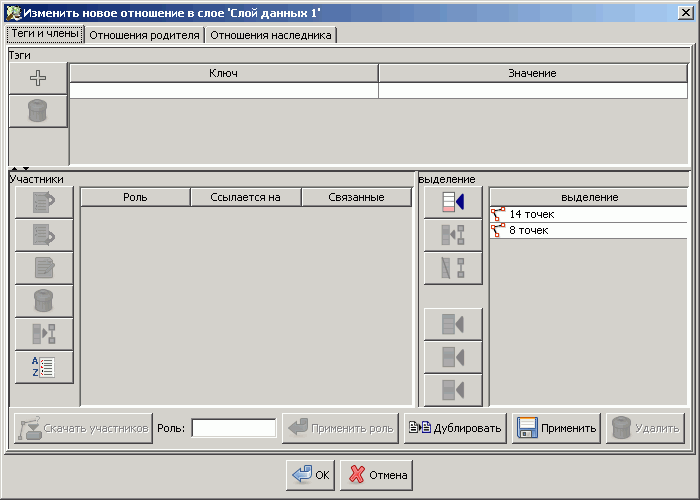 Изменить новое отношение в слое 'Слой данных 1'
Теги и члены Отношения родителя Отношения наследника
Тэги
Ключ Значение
Участники
выделение
Роль Ссылается на Связанные
выделение
14 точек
8 точек
A
Z
Скачать участников Роль: Применить роль Дублировать Применить Удалить
OK Отмена